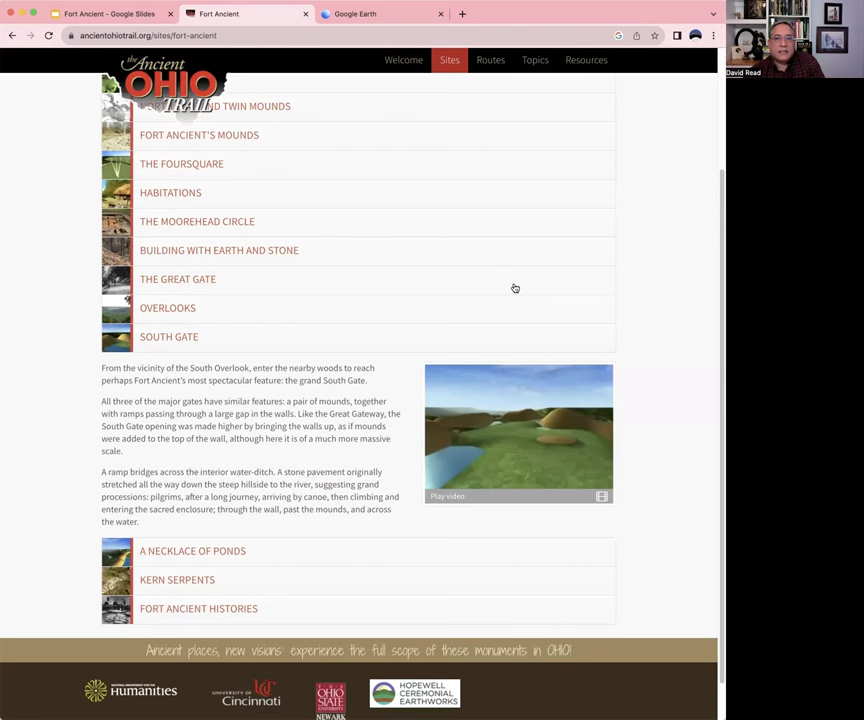 Fort Ancient - Google Slides
Fort Ancient
Google Earth
ancientohiotrail.org/sites/fort-ancient
David Read
the Ancient
OHIO
TRAIL
Welcome
Sites
Routes
Topics
Resources
ND TWIN MOUNDS
FORT ANCIENT'S MOUNDS
THE FOURSQUARE
HABITATIONS
THE MOOREHEAD CIRCLE
BUILDING WITH EARTH AND STONE
THE GREAT GATE
OVERLOOKS
SOUTH GATE
From the vicinity of the South Overlook, enter the nearby woods to reach
perhaps Fort Ancient's most spectacular feature: the grand South Gate.
All three of the major gates have similar features: a pair of mounds, together
with ramps passing through a large gap in the walls. Like the Great Gateway, the
South Gate opening was made higher by bringing the walls up, as if mounds
were added to the top of the wall, although here it is of a much more massive
scale.
A ramp bridges across the interior water-ditch. A stone pavement originally
stretched all the way down the steep hillside to the river, suggesting grand
processions: pilgrims, after a long journey, arriving by canoe, then climbing and
entering the sacred enclosure; through the wall, past the mounds, and across
the water.
Play video
A NECKLACE OF PONDS
KERN SERPENTS
FORT ANCIENT HISTORIES
Ancient places, new visions: experience the full scope of these monuments in OHIO!
Humanities
UNIVERSITY OF
Cincinnati
OHIO
STATE
NEWARK
HOPEWELL
CEREMONIAL
EARTHWORKS